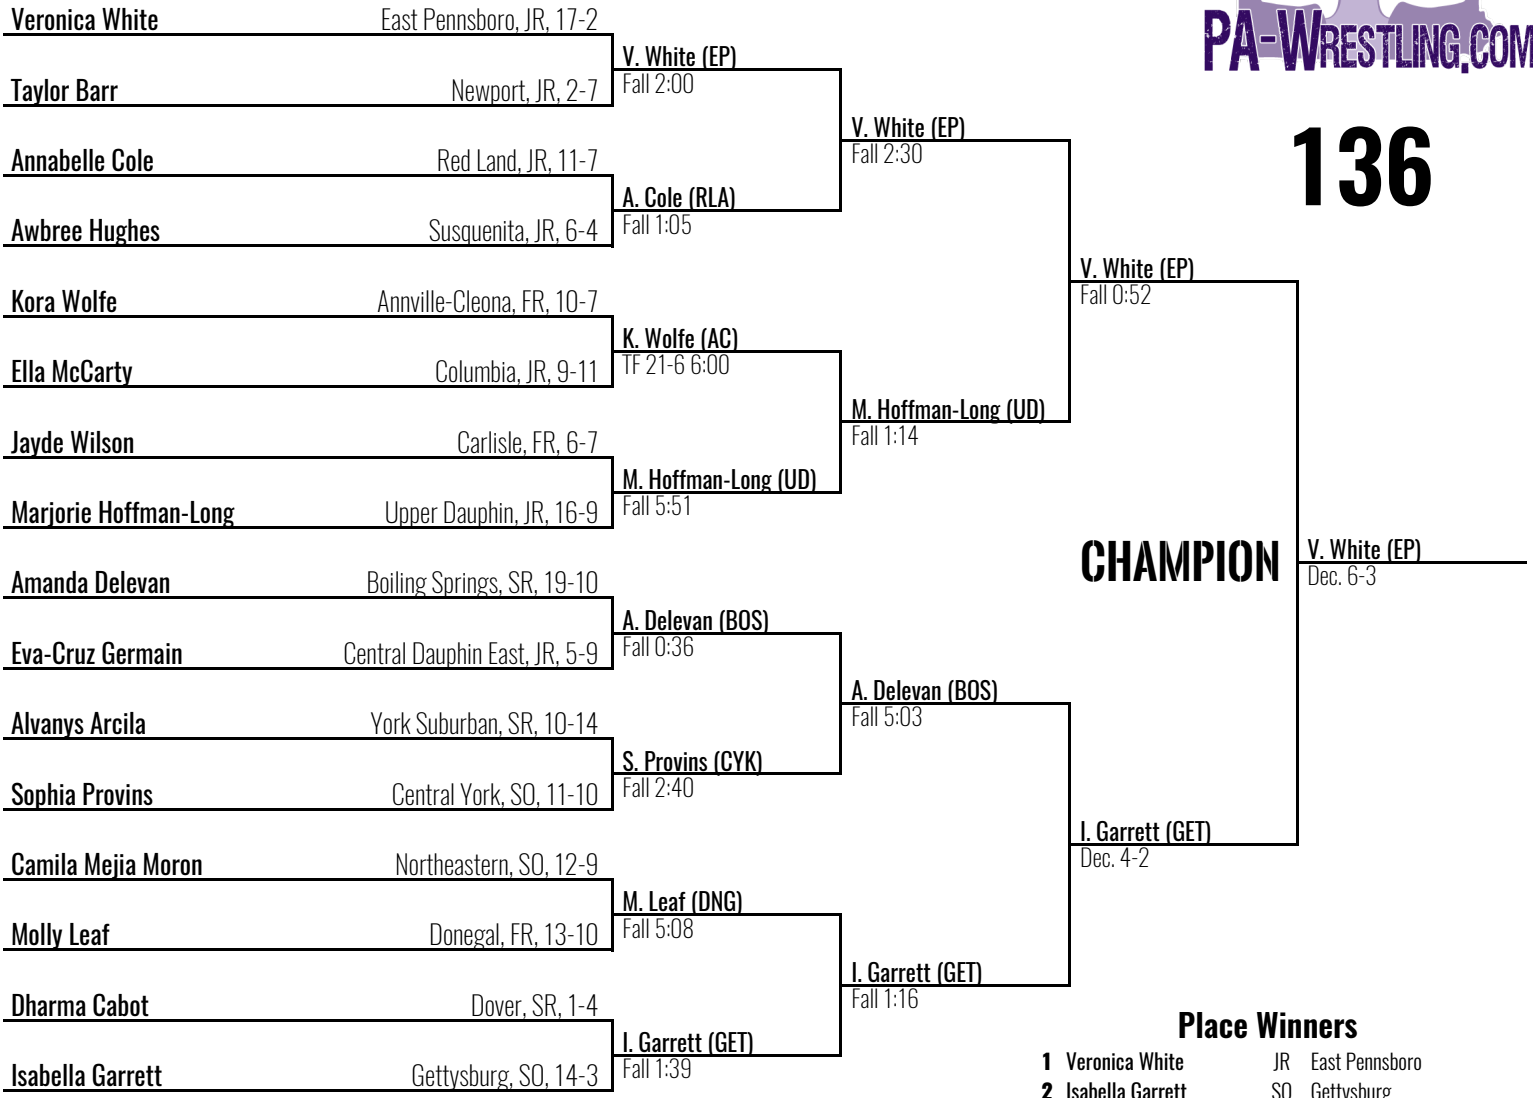 PA-WRESTLING.COM
136
Veronica White East Pennsboro, JR, 17-2
V. White (EP)
Fall 2:00
Taylor Barr Newport, JR, 2-7
V. White (EP)
Fall 2:30
Annabelle Cole Red Land, JR, 11-7
A. Cole (RLA)
Fall 1:05
Awbree Hughes Susquenita, JR, 6-4
V. White (EP)
Fall 0:52
Kora Wolfe Annville-Cleona, FR, 10-7
K. Wolfe (AC)
TF 21-6 6:00
Ella McCarty Columbia, JR, 9-11
M. Hoffman-Long (UD)
Fall 1:14
Jayde Wilson Carlisle, FR, 6-7
M. Hoffman-Long (UD)
Fall 5:51
Marjorie Hoffman-Long Upper Dauphin, JR, 16-9
CHAMPION
V. White (EP)
Dec. 6-3
Amanda Delevan Boiling Springs, SR, 19-10
A. Delevan (BOS)
Fall 0:36
Eva-Cruz Germain Central Dauphin East, JR, 5-9
A. Delevan (BOS)
Fall 5:03
Alvanys Arcila York Suburban, SR, 10-14
S. Provins (CYK)
Fall 2:40
Sophia Provins Central York, SO, 11-10
I. Garrett (GET)
Dec. 4-2
Camila Mejia Moron Northeastern, SO, 12-9
M. Leaf (DNG)
Fall 5:08
Molly Leaf Donegal, FR, 13-10
I. Garrett (GET)
Fall 1:16
Dharma Cabot Dover, SR, 1-4
I. Garrett (GET)
Fall 1:39
Isabella Garrett Gettysburg, SO, 14-3
Place Winners
1 Veronica White JR East Pennsboro
2 Isabella Garrett SO Gettysburg